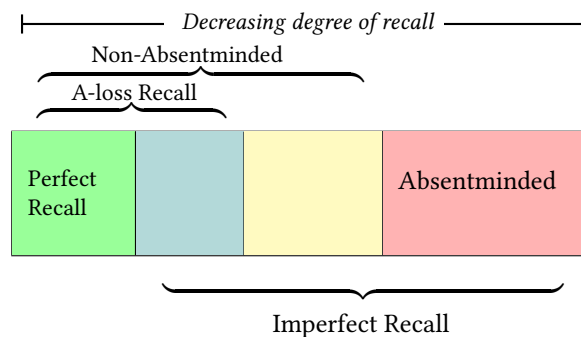 Decreasing degree of recall
Non-Absentminded
A-loss Recall
Perfect
Recall
Absentminded
Imperfect Recall